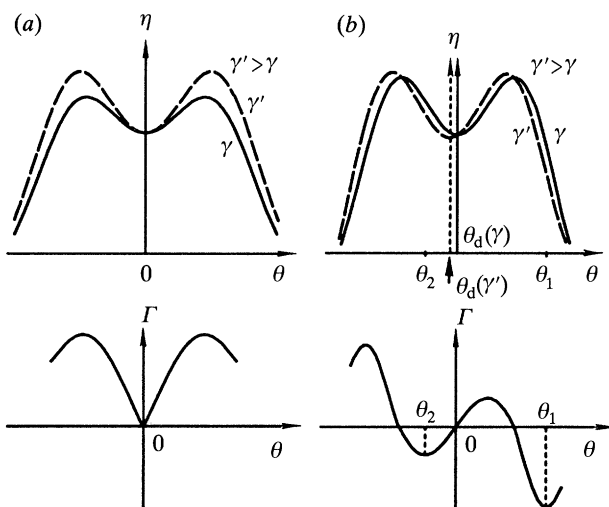 (a) η
γ′>γ
γ′
γ
0 θ
(b) η
γ′>γ
γ′ γ
θd(γ)
θ2 θ1 θ
θd(γ′)
Γ
0 θ
Γ
θ2 θ1
0 θ